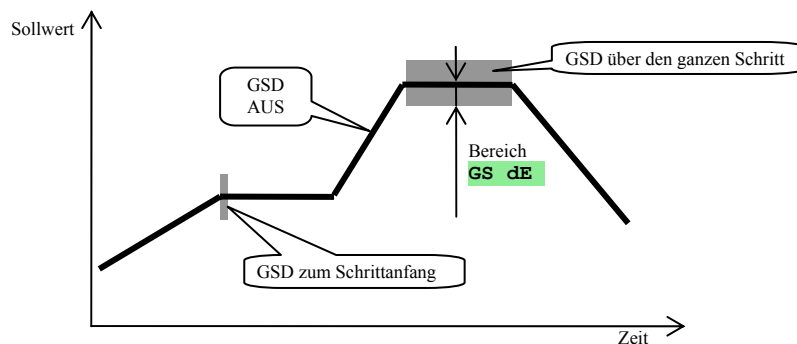 Sollwert
GSD über den ganzen Schritt
GSD
AUS
Bereich
GS dE
GSD zum Schrittanfang
Zeit